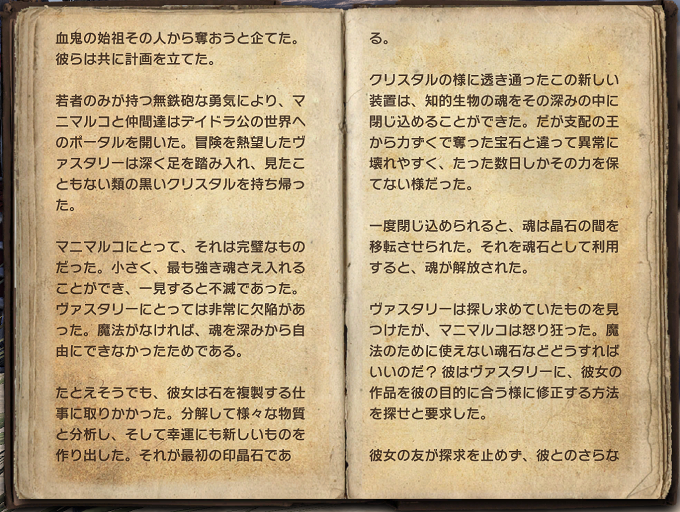 血鬼の始祖その人から奪おうと企てた。
彼らは共に計画を立てた。
若者のみが持つ無鉄砲な勇気により、マ
ニマルコと仲間達はデイドラ公の世界へ
のポータルを開いた。冒険を熱望したヴ
ァスタリーは深く足を踏み入れ、見たこ
ともない類の黒いクリスタルを持ち帰っ
た。
マニマルコにとって、それは完璧なもの
だった。小さく、最も強き魂さえ入れる
ことができ、一見すると不滅であった。
ヴァスタリーにとっては非常に欠陥があ
った。魔法がなければ、魂を深みから自
由にできなかったためである。
たとえそうでも、彼女は石を複製する仕
事に取りかかった。分解して様々な物質
と分析し、そして幸運にも新しいものを
作り出した。それが最初の印晶石であ
る。
クリスタルの様に透き通ったこの新しい
装置は、知的生物の魂をその深みの中に
閉じ込めることができた。だが支配の王
から力ずくで奪った宝石と違って異常に
壊れやすく、たった数日しかその力を保
てない様だった。
一度閉じ込められると、魂は晶石の間を
移転させられた。それを魂石として利用
すると、魂が解放された。
ヴァスタリーは探し求めていたものを見
つけたが、マニマルコは怒り狂った。魔
法のために使えない魂石などどうすれば
いいのだ？ 彼はヴァスタリーに、彼女の
作品を彼の目的に合う様に修正する方法
を探せと要求した。
彼女の友が探求を止めず、彼とのさらな